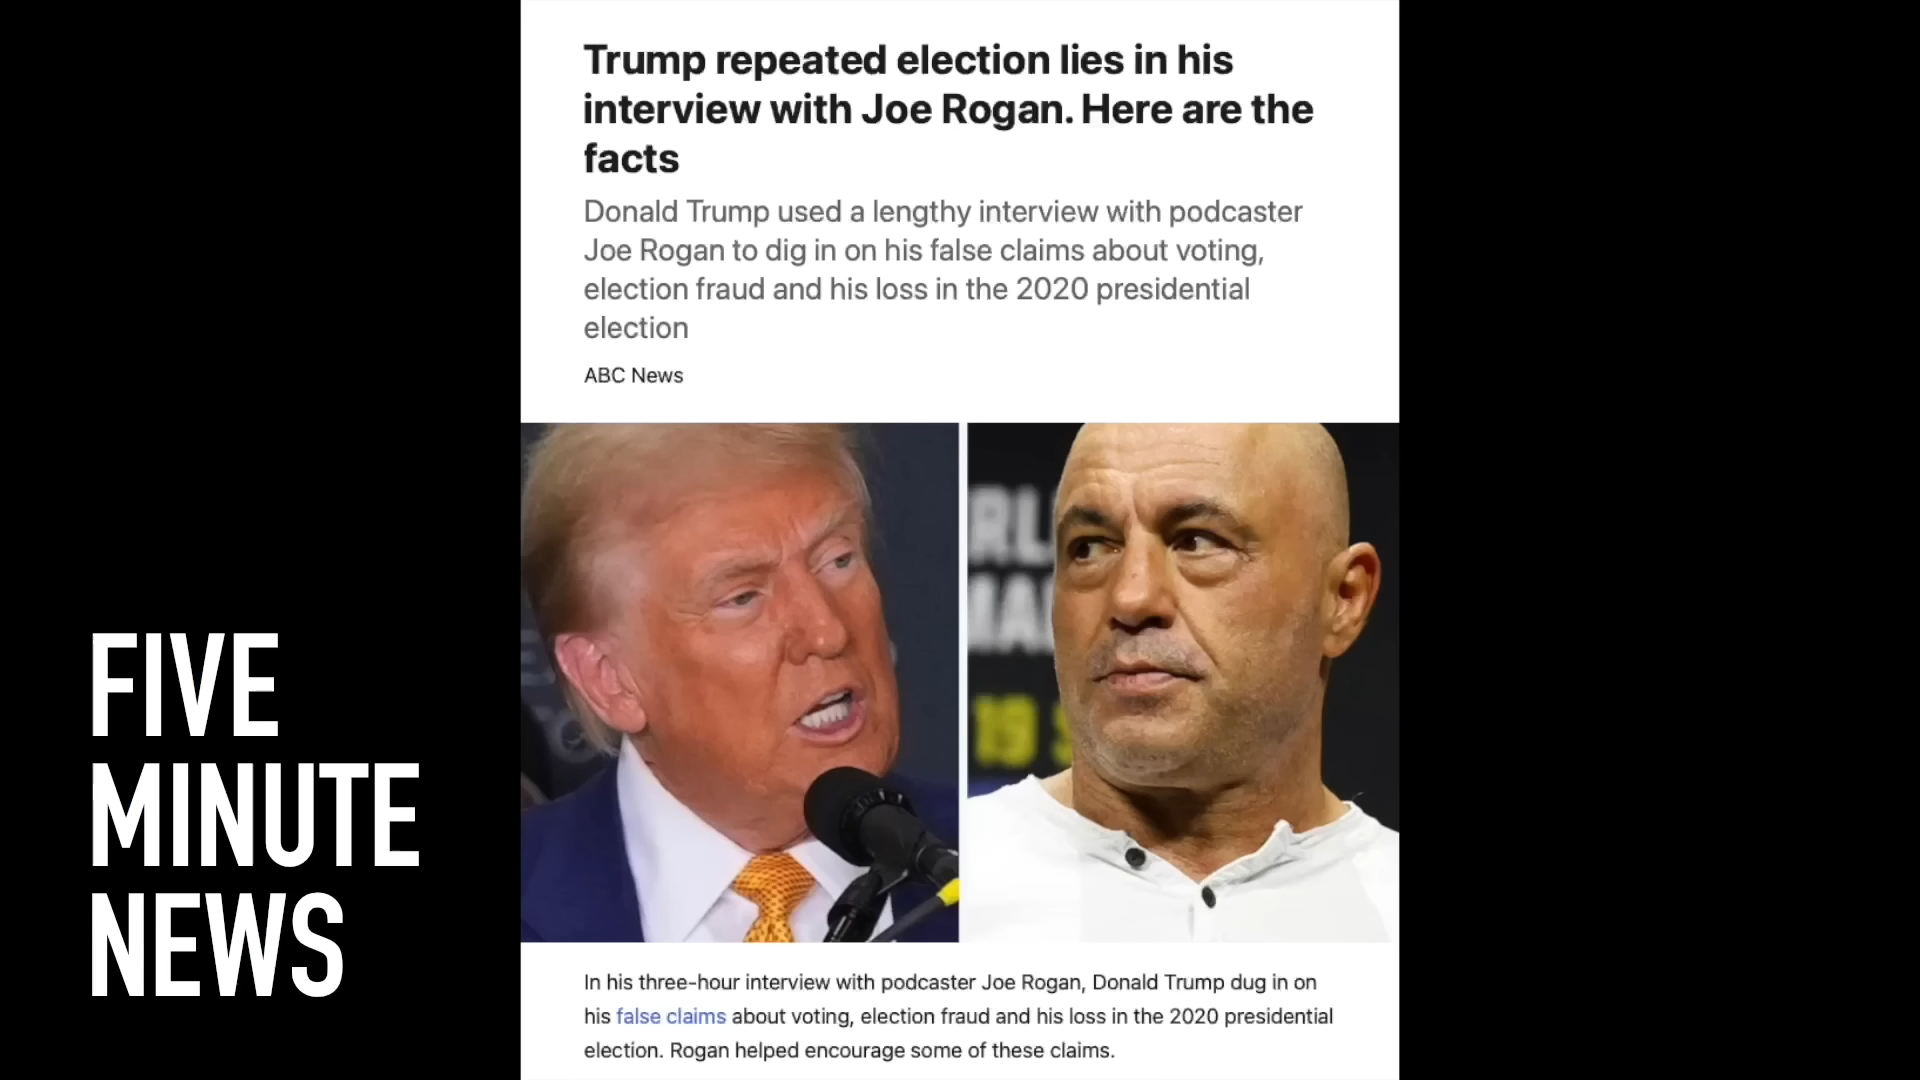 Trump repeated election lies in his
interview with Joe Rogan. Here are the
facts
Donald Trump used a lengthy interview with podcaster
Joe Rogan to dig in on his false claims about voting,
election fraud and his loss in the 2020 presidential
election
ABC News
RL
MA
19
FIVE
MINUTE
NEWS
In his three-hour interview with podcaster Joe Rogan, Donald Trump dug in on
his false claims about voting, election fraud and his loss in the 2020 presidential
election. Rogan helped encourage some of these claims.